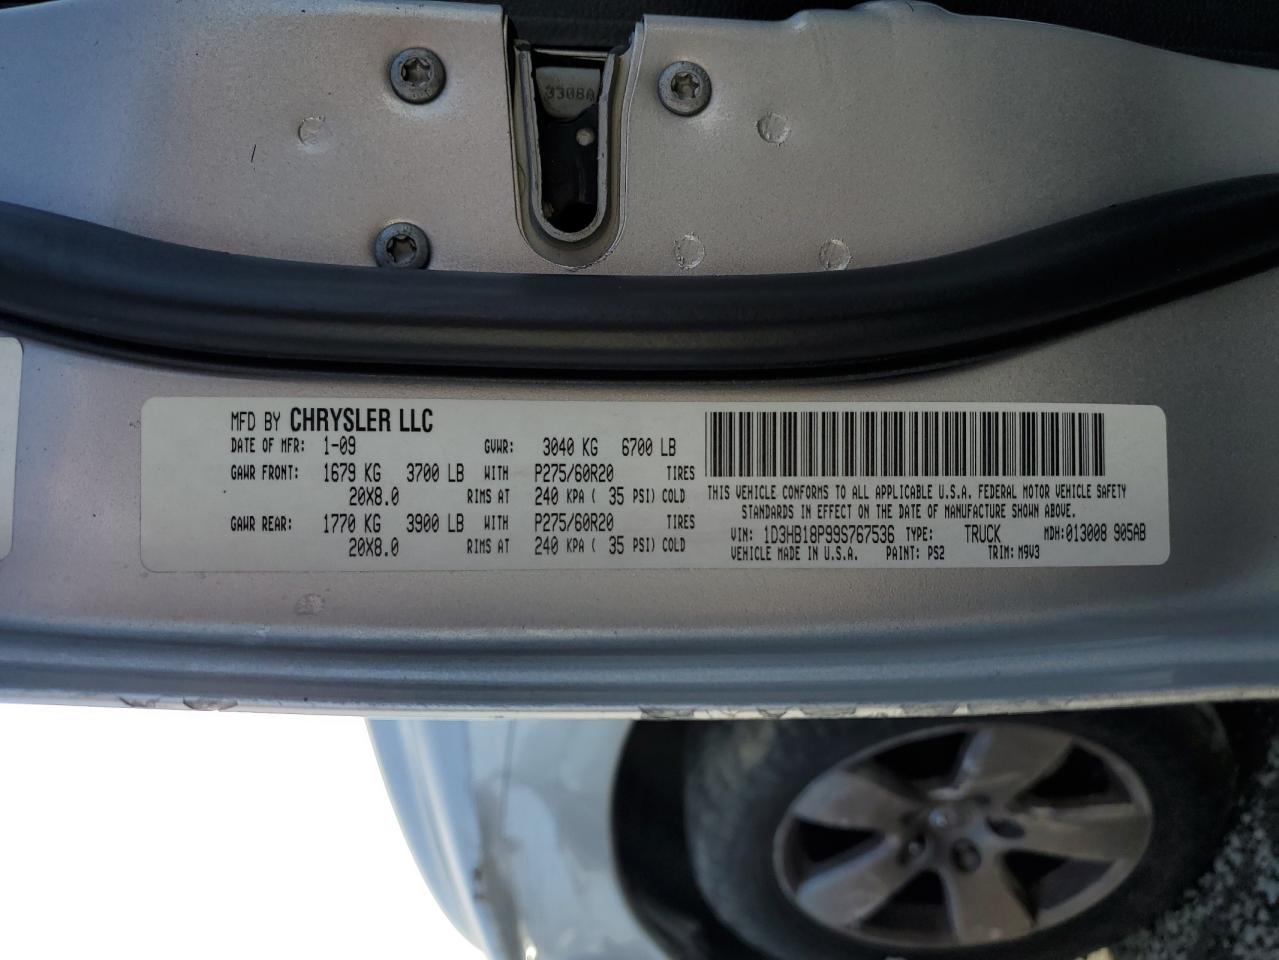 3308A
MFD BY CHRYSLER LLC
DATE OF MFR: 1-09 GVWR: 3040 KG 6700 LB
GAWR FRONT: 1679 KG 3700 LB WITH P275/60R20 TIRES
20X8.0 RIMS AT 240 KPA ( 35 PSI) COLD
GAWR REAR: 1770 KG 3900 LB WITH P275/60R20 TIRES
20X8.0 RIMS AT 240 KPA ( 35 PSI) COLD
THIS VEHICLE CONFORMS TO ALL APPLICABLE U.S.A. FEDERAL MOTOR VEHICLE SAFETY
STANDARDS IN EFFECT ON THE DATE OF MANUFACTURE SHOWN ABOVE.
VIN: 1D3HB18P99S767536 TYPE: TRUCK MDH: 013008 905AB
VEHICLE MADE IN U.S.A. PAINT: PS2 TRIM: M9V3